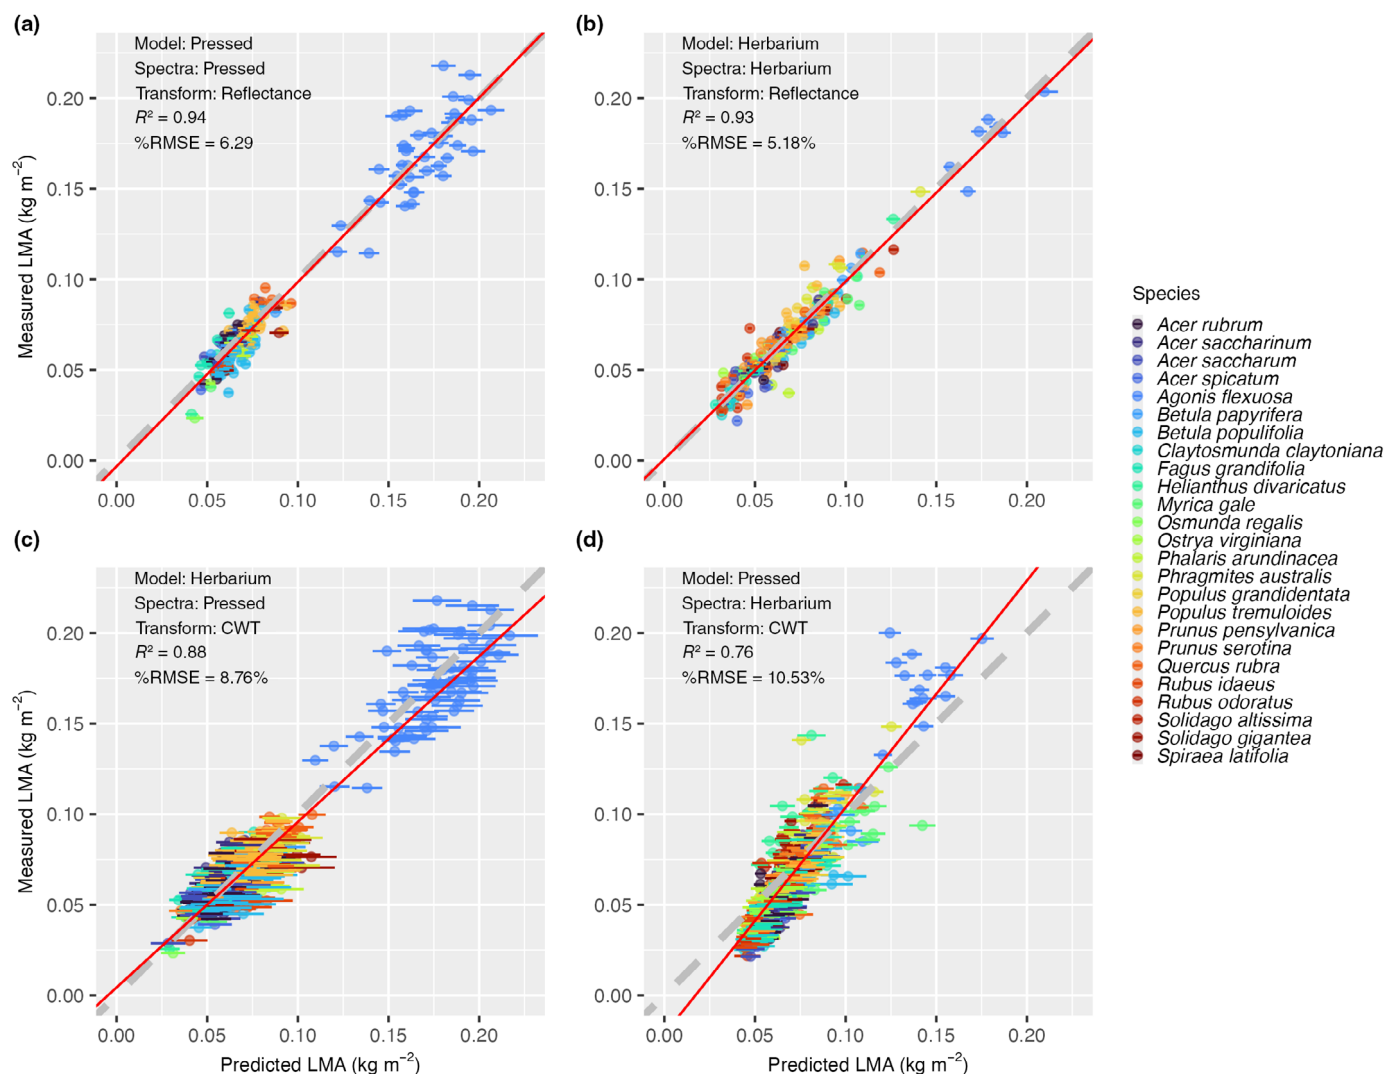 (a)
Model: Pressed
Spectra: Pressed
Transform: Reflectance
R² = 0.94
%RMSE = 6.29
Measured LMA (kg m⁻²)
0.20
0.15
0.10
0.05
0.00
0.00 0.05 0.10 0.15 0.20
(b)
Model: Herbarium
Spectra: Herbarium
Transform: Reflectance
R² = 0.93
%RMSE = 5.18%
0.20
0.15
0.10
0.05
0.00
0.00 0.05 0.10 0.15 0.20
(c)
Model: Herbarium
Spectra: Pressed
Transform: CWT
R² = 0.88
%RMSE = 8.76%
Measured LMA (kg m⁻²)
0.20
0.15
0.10
0.05
0.00
0.00 0.05 0.10 0.15 0.20
Predicted LMA (kg m⁻²)
(d)
Model: Pressed
Spectra: Herbarium
Transform: CWT
R² = 0.76
%RMSE = 10.53%
0.20
0.15
0.10
0.05
0.00
0.00 0.05 0.10 0.15 0.20
Predicted LMA (kg m⁻²)
Species
Acer rubrum
Acer saccharinum
Acer saccharum
Acer spicatum
Agonis flexuosa
Betula papyrifera
Betula populifolia
Claytosmunda claytoniana
Fagus grandifolia
Helianthus divaricatus
Myrica gale
Osmunda regalis
Ostrya virginiana
Phalaris arundinacea
Phragmites australis
Populus grandidentata
Populus tremuloides
Prunus pensylvanica
Prunus serotina
Quercus rubra
Rubus idaeus
Rubus odoratus
Solidago altissima
Solidago gigantea
Spiraea latifolia